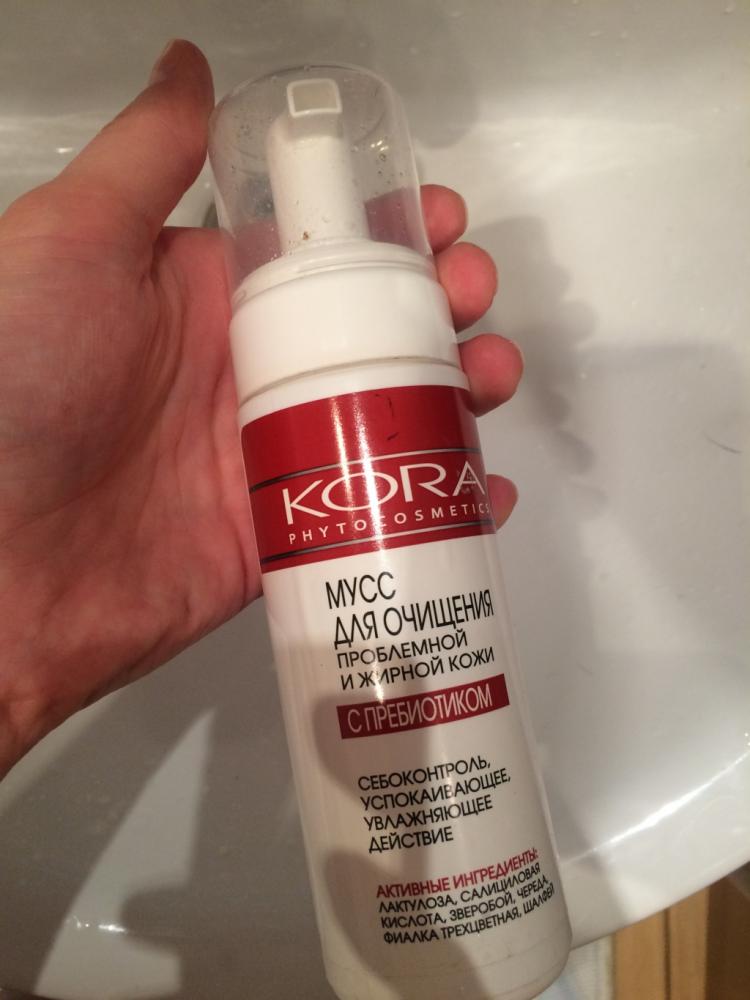 KORA
PHYTOCOSMETICS
МУСС
ДЛЯ ОЧИЩЕНИЯ
ПРОБЛЕМНОЙ
И ЖИРНОЙ КОЖИ
С ПРЕБИОТИКОМ
СЕБОКОНТРОЛЬ,
УСПОКАИВАЮЩЕЕ,
УВЛАЖНЯЮЩЕЕ
ДЕЙСТВИЕ
АКТИВНЫЕ ИНГРЕДИЕНТЫ:
ЛАКТУЛОЗА, САЛИЦИЛОВАЯ
КИСЛОТА, ЗВЕРОБОЙ, ЧЕРЕДА,
ФИАЛКА ТРЕХЦВЕТНАЯ, ШАЛФЕЙ